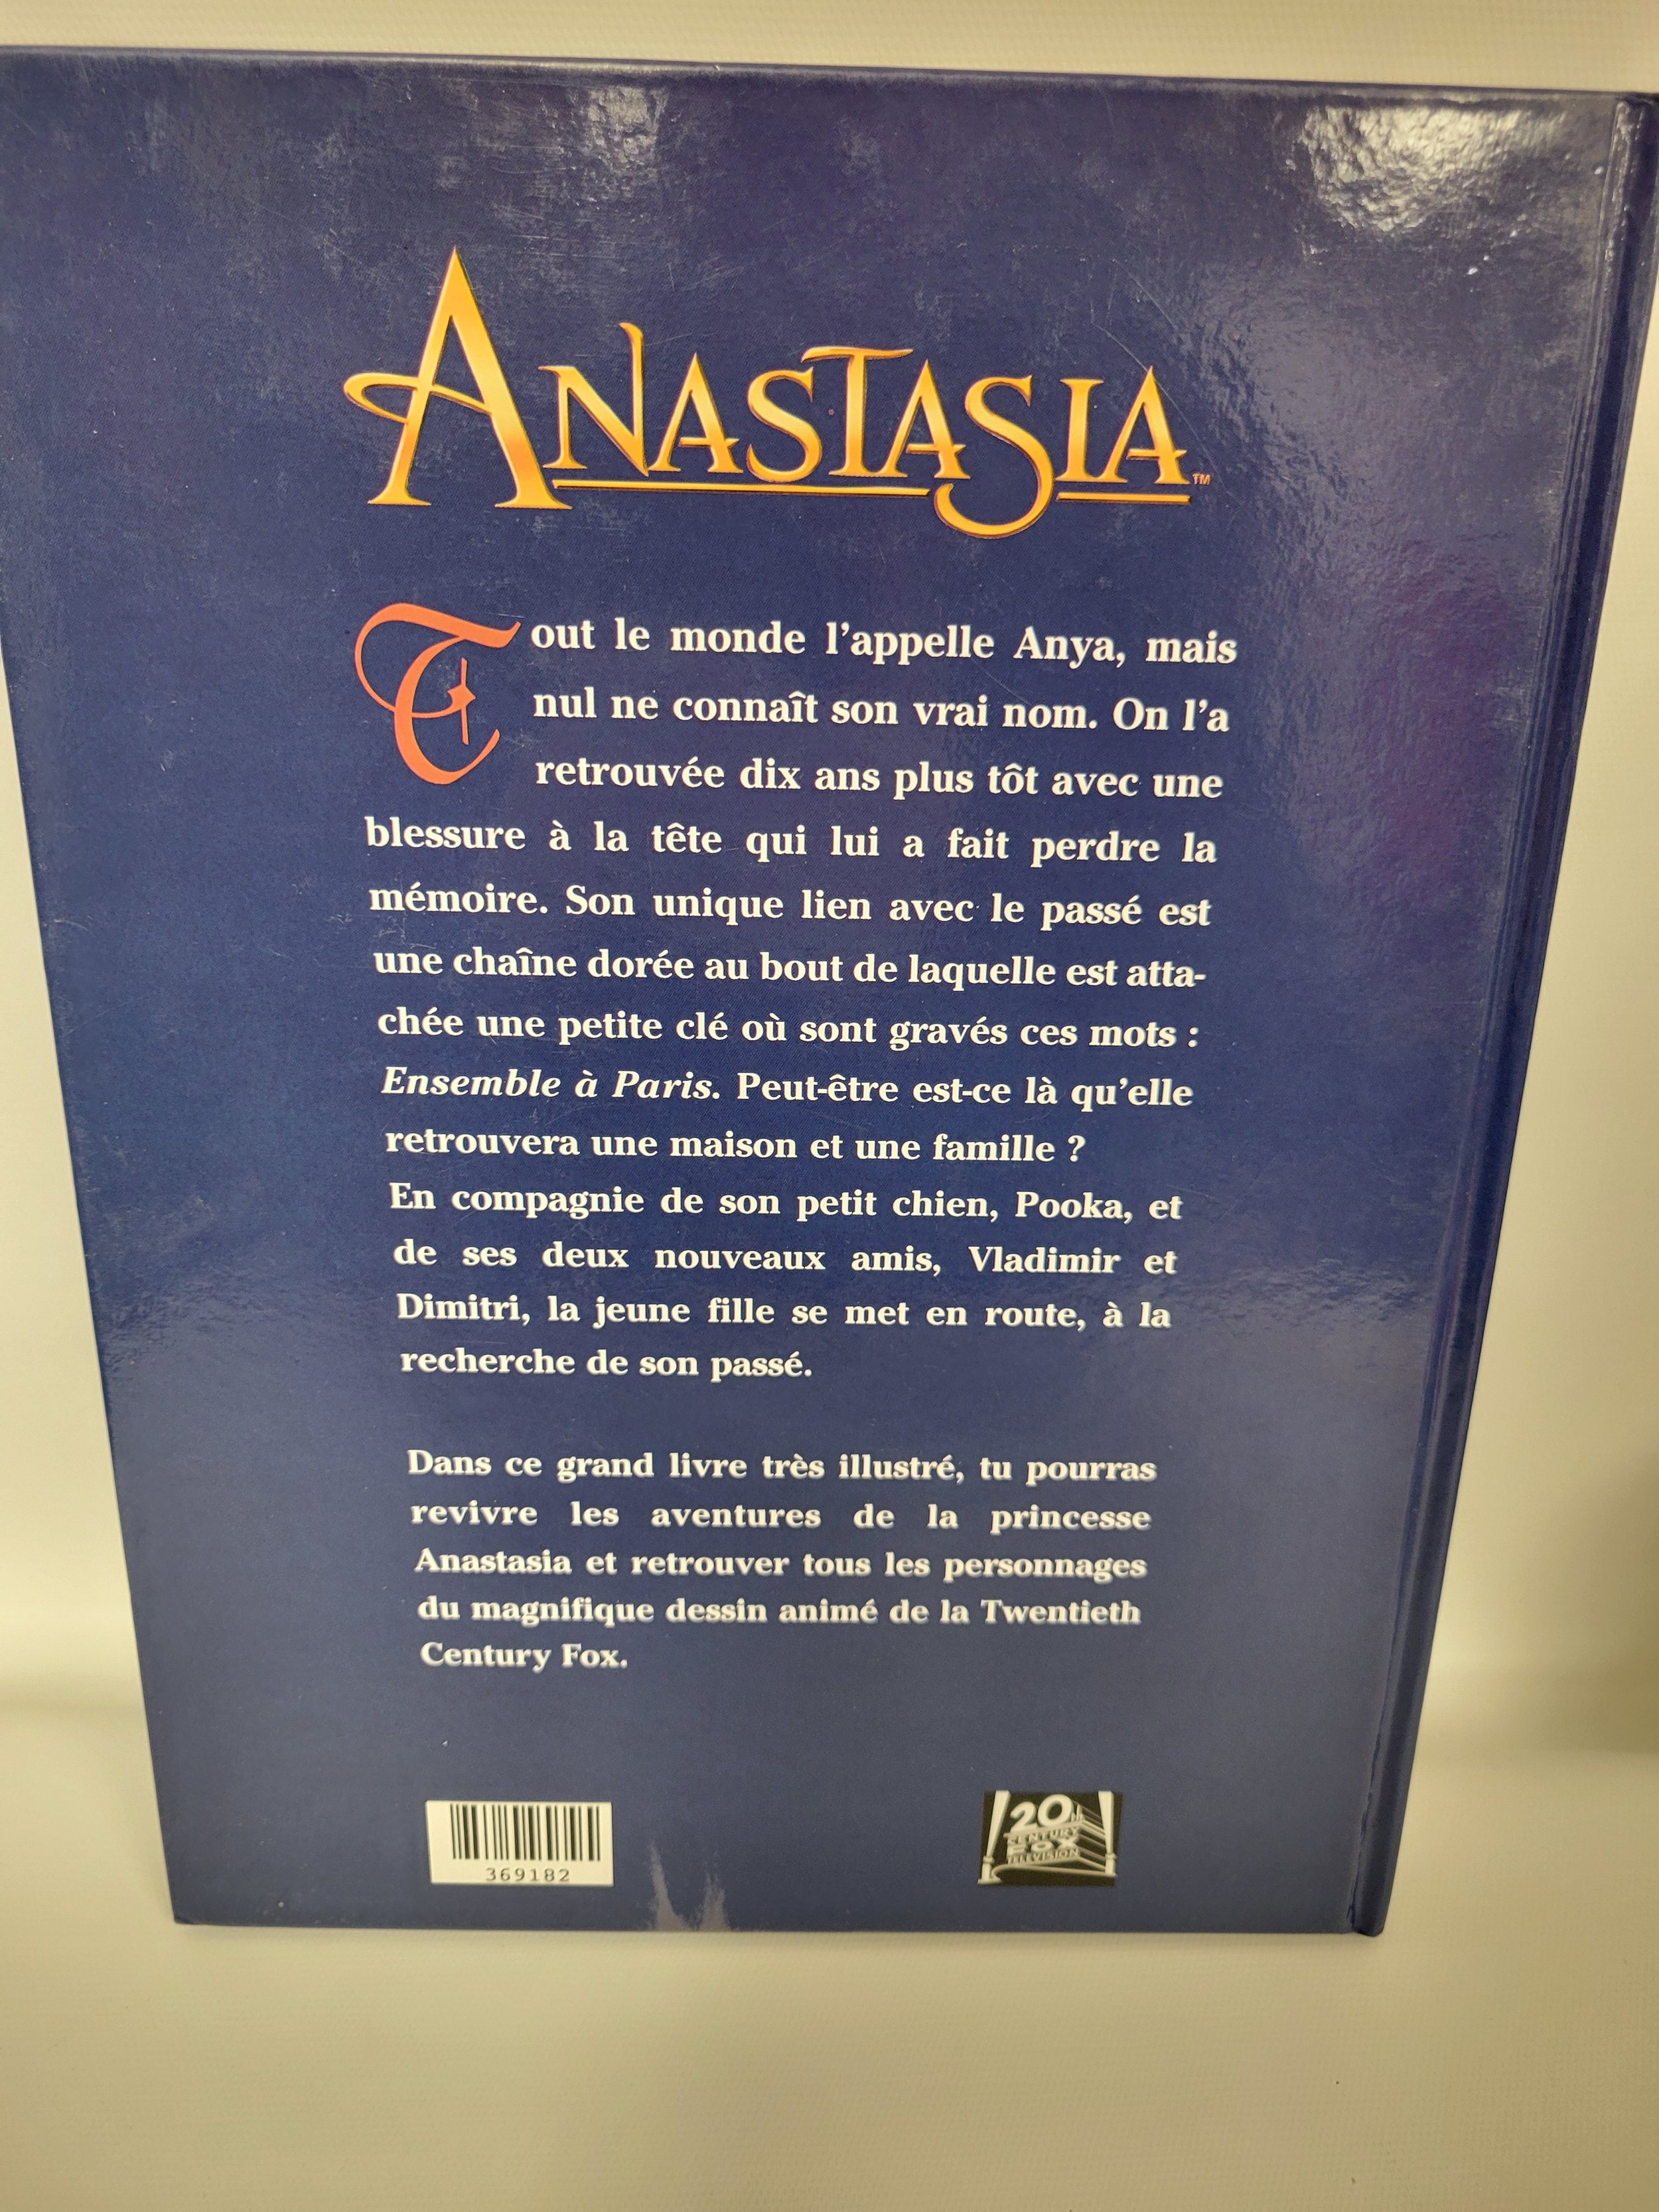 ANASTASIA™
Tout le monde l'appelle Anya, mais
nul ne connaît son vrai nom. On l'a
retrouvée dix ans plus tôt avec une
blessure à la tête qui lui a fait perdre la
mémoire. Son unique lien avec le passé est
une chaîne dorée au bout de laquelle est atta-
chée une petite clé où sont gravés ces mots :
Ensemble à Paris. Peut-être est-ce là qu'elle
retrouvera une maison et une famille ?
En compagnie de son petit chien, Pooka, et
de ses deux nouveaux amis, Vladimir et
Dimitri, la jeune fille se met en route, à la
recherche de son passé.
Dans ce grand livre très illustré, tu pourras
revivre les aventures de la princesse
Anastasia et retrouver tous les personnages
du magnifique dessin animé de la Twentieth
Century Fox.
369182
20th
CENTURY
FOX
TELEVISION